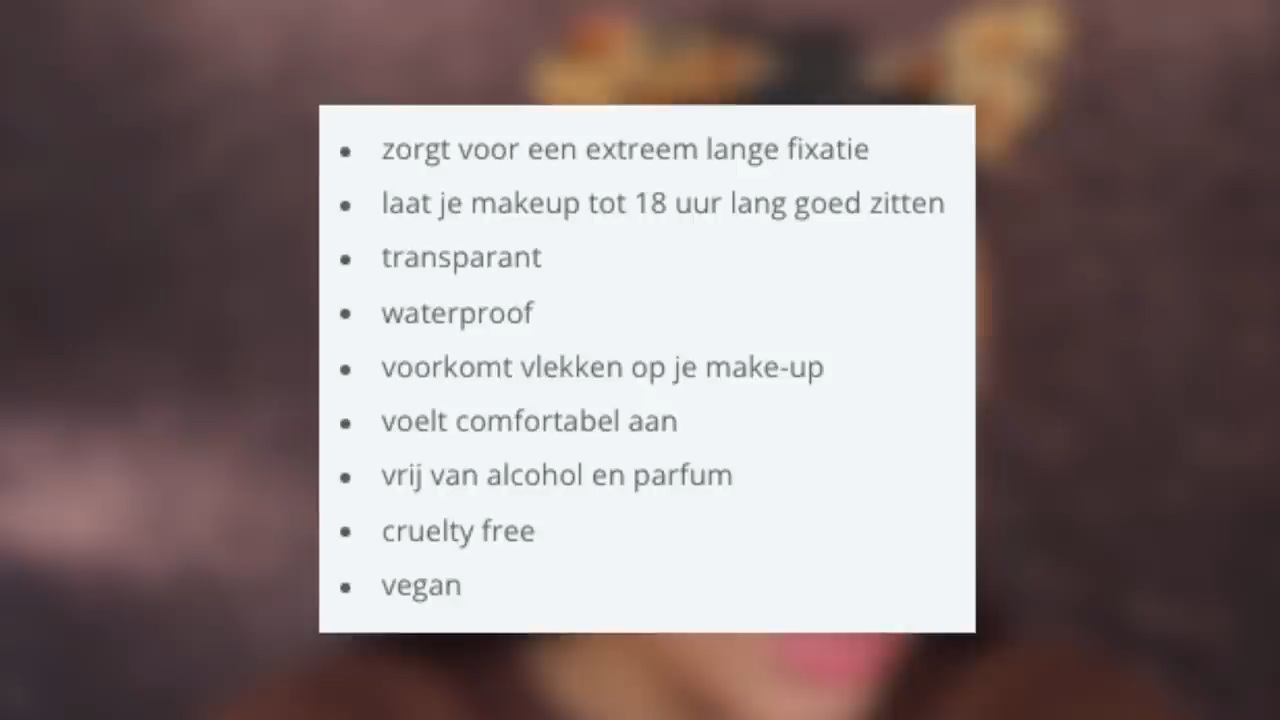 zorgt voor een extreem lange fixatie
laat je makeup tot 18 uur lang goed zitten
transparant
waterproof
voorkomt vlekken op je make-up
voelt comfortabel aan
vrij van alcohol en parfum
cruelty free
vegan